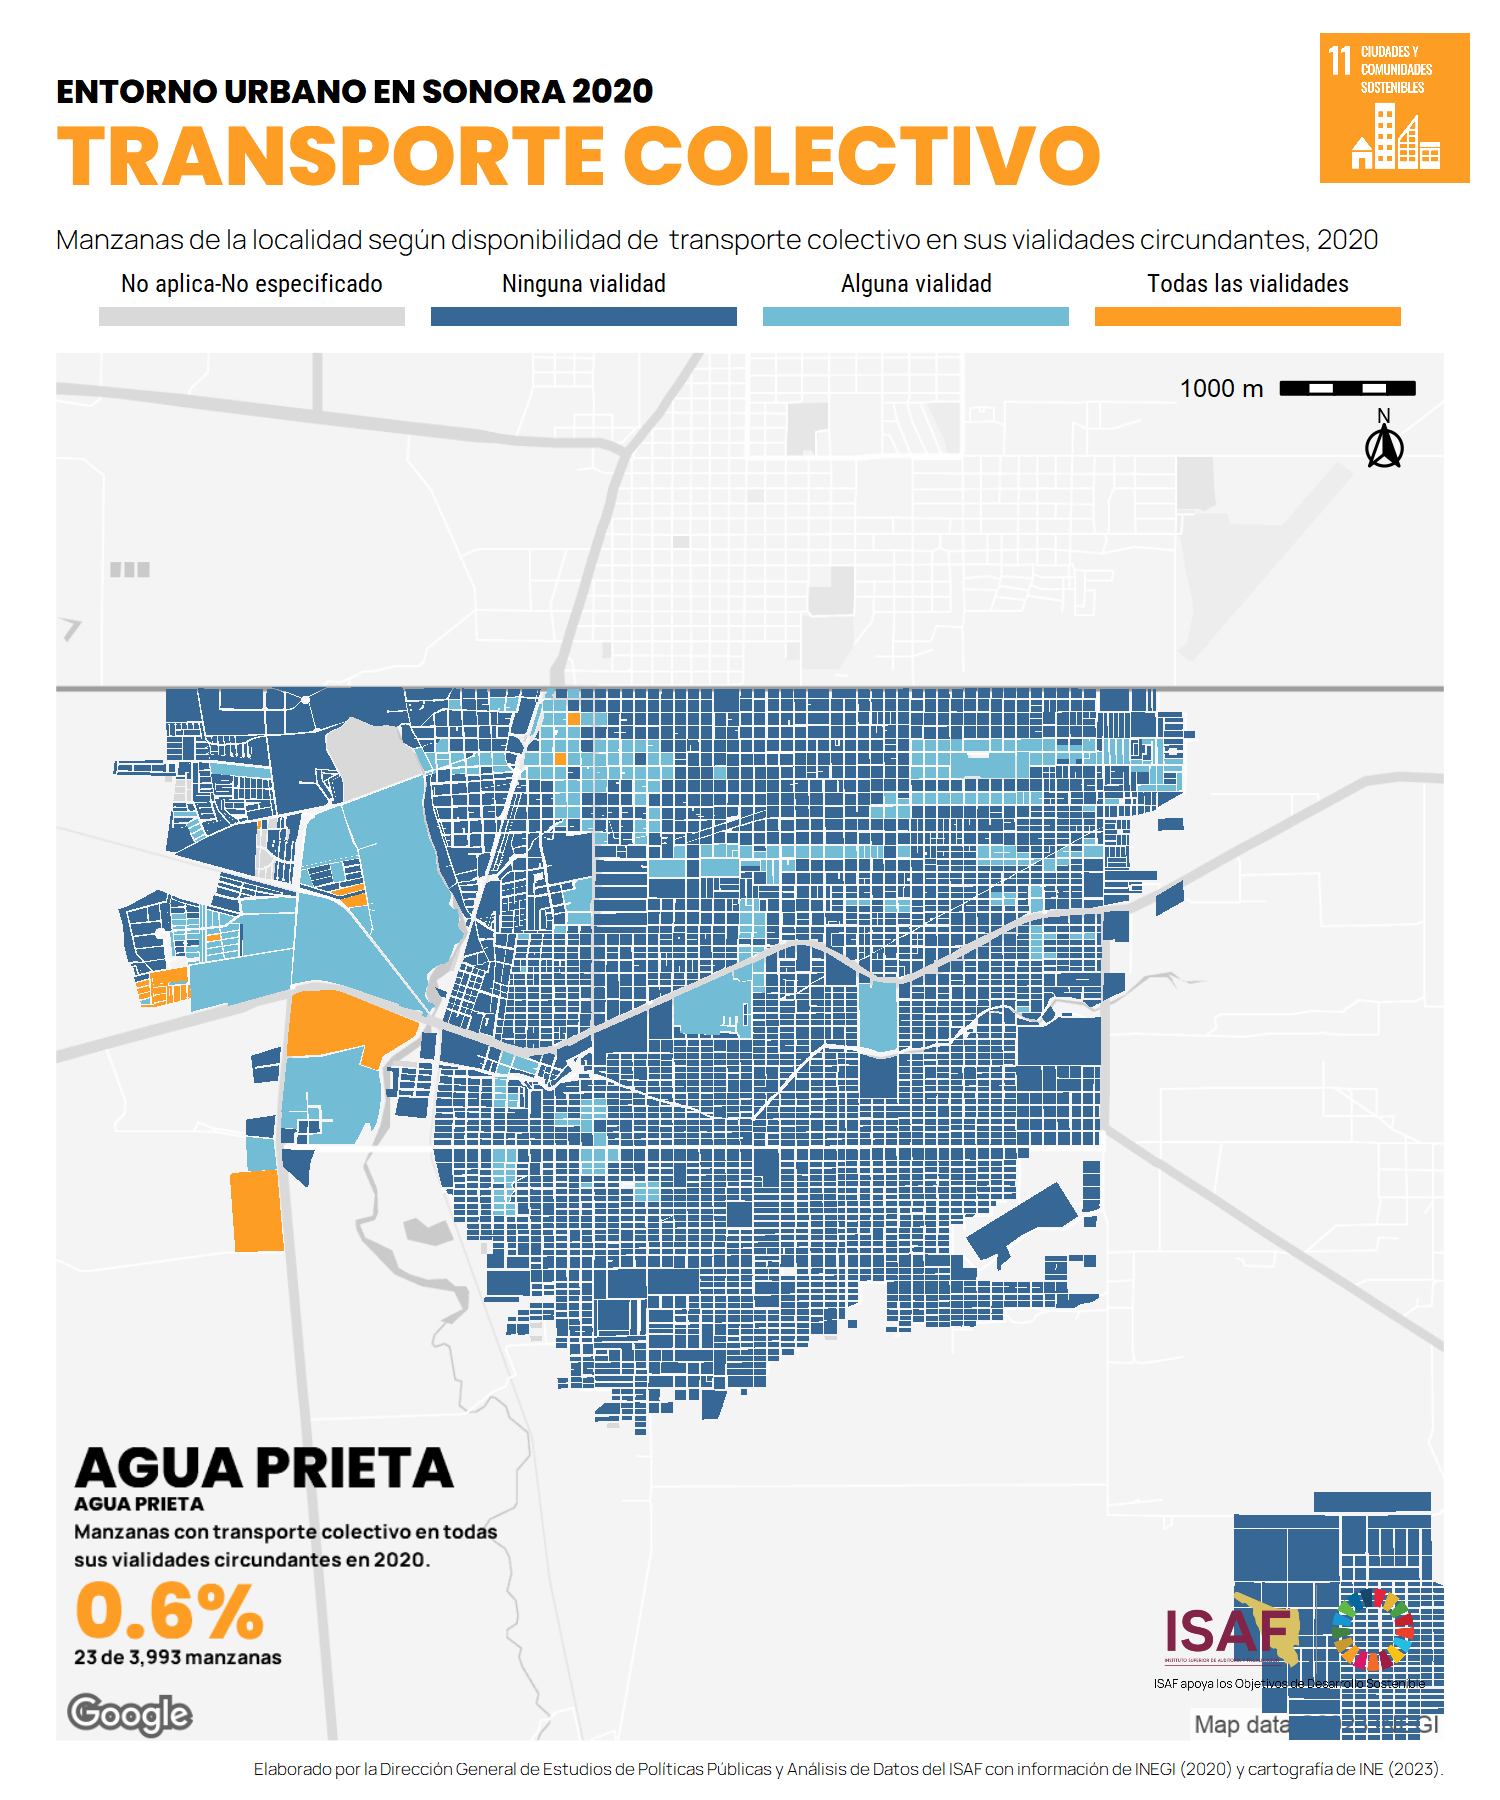 ENTORNO URBANO EN SONORA 2020
TRANSPORTE COLECTIVO
11 CIUDADES Y
COMUNIDADES
SOSTENIBLES
Manzanas de la localidad según disponibilidad de transporte colectivo en sus vialidades circundantes, 2020
No aplica-No especificado Ninguna vialidad Alguna vialidad Todas las vialidades
1000 m
N
AGUA PRIETA
AGUA PRIETA
Manzanas con transporte colectivo en todas
sus vialidades circundantes en 2020.
0.6%
23 de 3,993 manzanas
Google
ISAF
INSTITUTO SUPERIOR DE AUDITORÍA
ISAF apoya los Objetivos de Desarrollo Sostenible
Map data
Elaborado por la Dirección General de Estudios de Políticas Públicas y Análisis de Datos del ISAF con información de INEGI (2020) y cartografía de INE (2023).